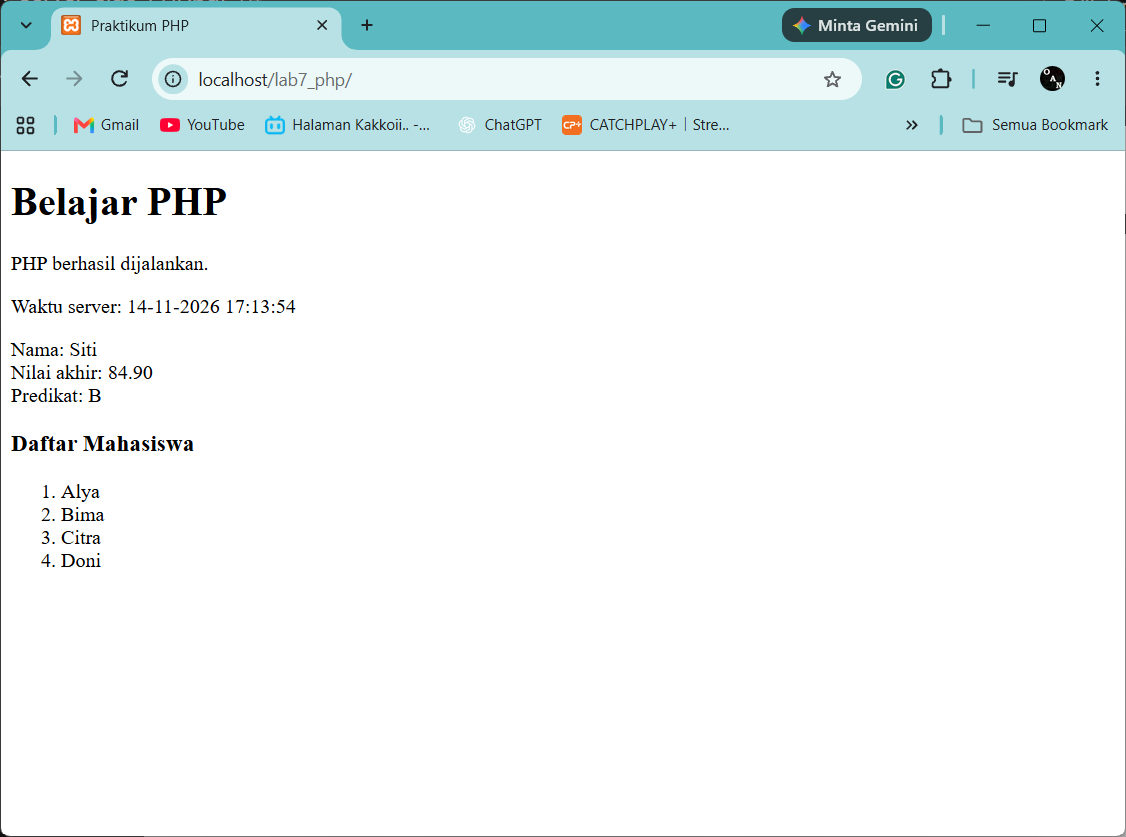 Praktikum PHP
Minta Gemini
localhost/lab7_php/
Gmail
YouTube
Halaman Kakkoii.. -...
ChatGPT
CP+
CATCHPLAY+ | Stre...
Semua Bookmark
Belajar PHP
PHP berhasil dijalankan.
Waktu server: 14-11-2026 17:13:54
Nama: Siti
Nilai akhir: 84.90
Predikat: B
Daftar Mahasiswa
1. Alya
2. Bima
3. Citra
4. Doni